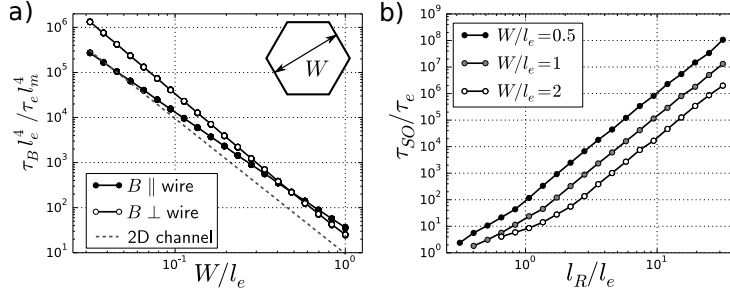 a)
τ_B l_e^4 / τ_e l_m^4
10^6
10^5
10^4
10^3
10^2
10^1
W
B ∥ wire
B ⊥ wire
2D channel
10^-1
10^0
W/l_e
b)
τ_SO/τ_e
10^9
10^8
10^7
10^6
10^5
10^4
10^3
10^2
10^1
10^0
W/l_e=0.5
W/l_e=1
W/l_e=2
10^0
10^1
l_R/l_e